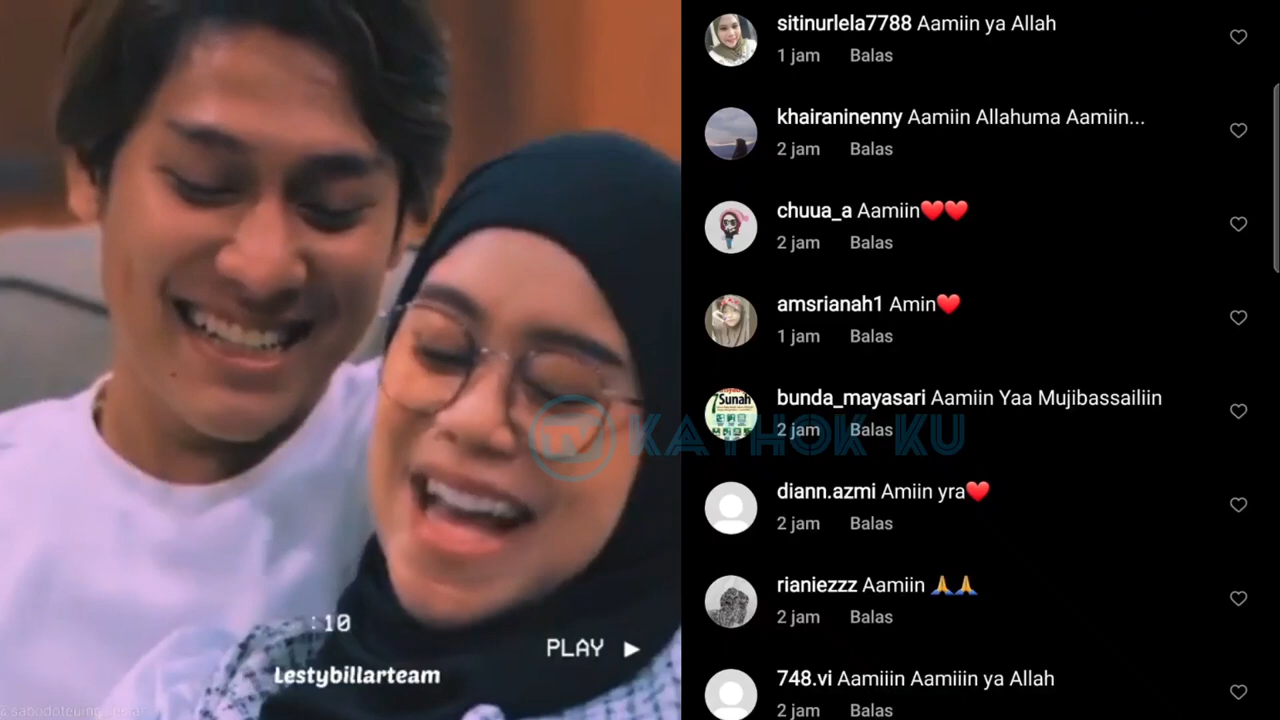 :10
PLAY
Lestybillarteam
sitinurlela7788 Aamiin ya Allah
1 jam Balas
khairaninenny Aamiin Allahuma Aamiin...
2 jam Balas
chuua_a Aamiin❤️❤️
2 jam Balas
amsrianah1 Amin❤️
1 jam Balas
Sunah
bunda_mayasari Aamiin Yaa Mujibassailiin
2 jam Balas
TV KATHOK KU
diann.azmi Amiin yra❤️
2 jam Balas
rianiezzz Aamiin 🙏🙏
2 jam Balas
748.vi Aamiiin Aamiiin ya Allah
2 jam Balas